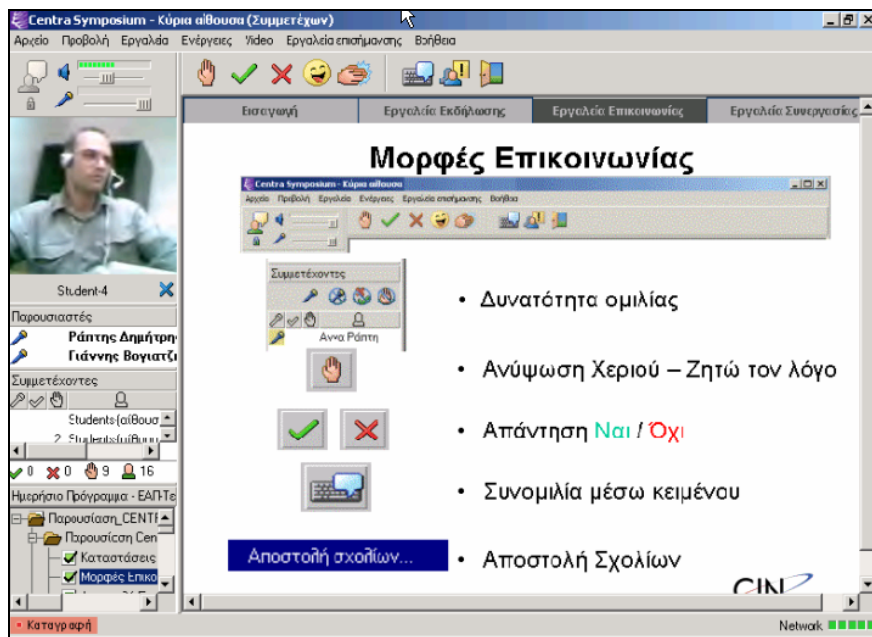 Centra Symposium - Κύρια αίθουσα (Συμμετέχων)
Αρχείο Προβολή Εργαλεία Ενέργειες Video Εργαλεία επισήμανσης Βοήθεια
Εισαγωγή Εργαλεία Εκδήλωσης Εργαλεία Επικοινωνίας Εργαλεία Συνεργασίας
Μορφές Επικοινωνίας
Centra Symposium - Κύρια αίθουσα
Αρχείο Προβολή Εργαλεία Ενέργειες Εργαλεία επισήμανσης Βοήθεια
Συμμετέχοντες
Άννα Ράπτη
• Δυνατότητα ομιλίας
• Ανύψωση Χεριού – Ζητώ τον λόγο
• Απάντηση Ναι / Όχι
• Συνομιλία μέσω κειμένου
Αποστολή σχολίων...
• Αποστολή Σχολίων
Student-4
Παρουσιαστές
Ράπτης Δημήτρη
Γιάννης Βογιατζι
Συμμετέχοντες
Students-(αίθουσ
0 0 9 16
Ημερήσιο Πρόγραμμα - ΕΑΠ-Τε
Παρουσίαση_CENTR
Παρουσίαση Cen
Καταστάσεις
Μορφές Επικο
Καταγραφή
Network